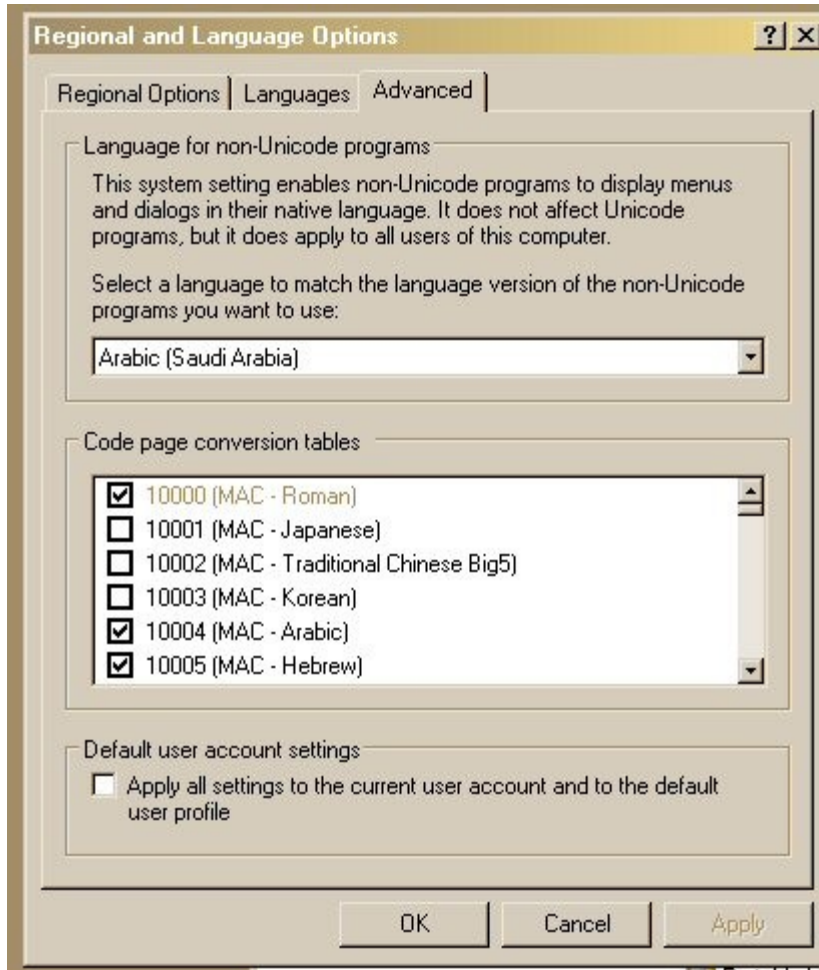 Regional and Language Options
Regional Options
Languages
Advanced
Language for non-Unicode programs
This system setting enables non-Unicode programs to display menus
and dialogs in their native language. It does not affect Unicode
programs, but it does apply to all users of this computer.
Select a language to match the language version of the non-Unicode
programs you want to use:
Arabic (Saudi Arabia)
Code page conversion tables
10000 (MAC - Roman)
10001 (MAC - Japanese)
10002 (MAC - Traditional Chinese Big5)
10003 (MAC - Korean)
10004 (MAC - Arabic)
10005 (MAC - Hebrew)
Default user account settings
Apply all settings to the current user account and to the default
user profile
OK
Cancel
Apply